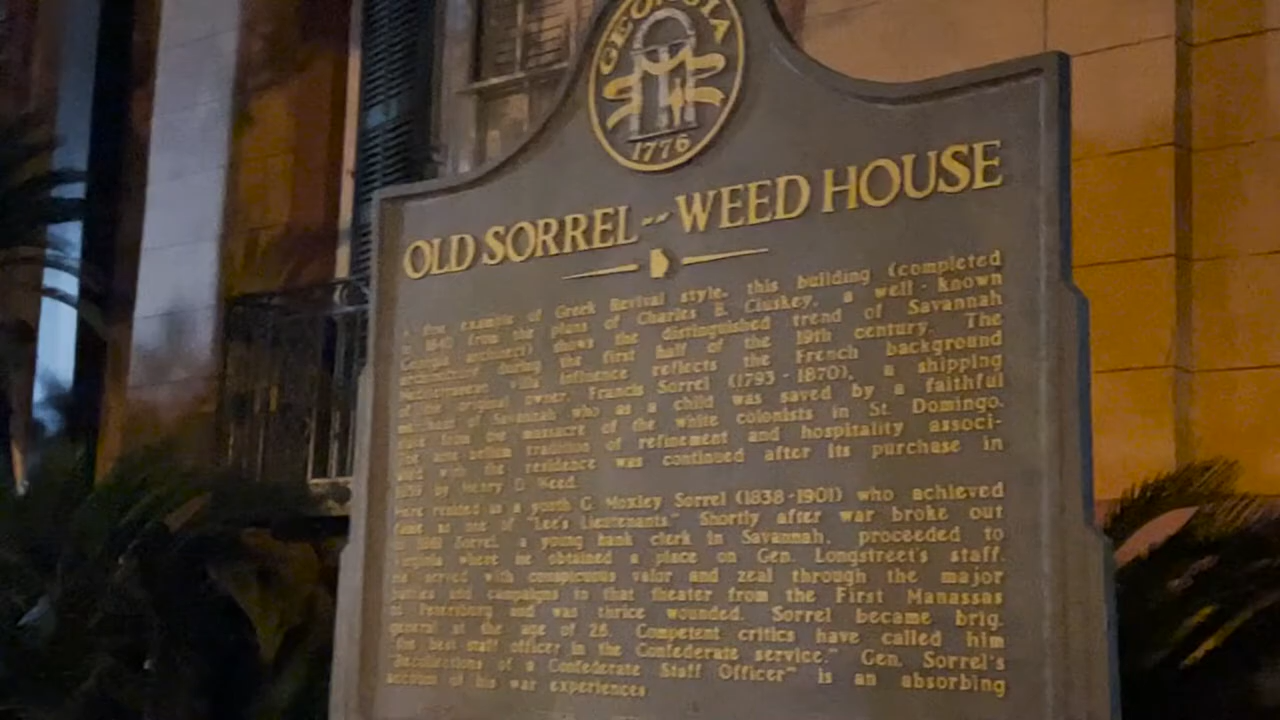 GEORGIA
1776
OLD SORREL--WEED HOUSE
A fine example of Greek Revival style, this building (completed
in 1840 from the plans of Charles B. Cluskey, a well-known
Georgia architect) shows the distinguished trend of Savannah
architecture during the first half of the 19th century. The
villa influence reflects the French background
of the original owner, Francis Sorrel (1793-1870), a shipping
merchant of Savannah who as a child was saved by a faithful
slave from the massacre of the white colonists in St. Domingo.
The ante bellum tradition of refinement and hospitality associ-
ated with the residence was continued after its purchase in
1859 by Henry D. Weed.
Here resided as a youth G. Moxley Sorrel (1838-1901) who achieved
fame as one of "Lee's Lieutenants." Shortly after war broke out
in 1861 Sorrel, a young bank clerk in Savannah, proceeded to
Virginia where he obtained a place on Gen. Longstreet's staff.
He served with conspicuous valor and zeal through the major
battles and campaigns in that theater from the First Manassas
to Petersburg and was thrice wounded. Sorrel became brig.
general at the age of 26. Competent critics have called him
"the best staff officer in the Confederate service." Gen. Sorrel's
"Recollections of a Confederate Staff Officer" is an absorbing
account of his war experiences